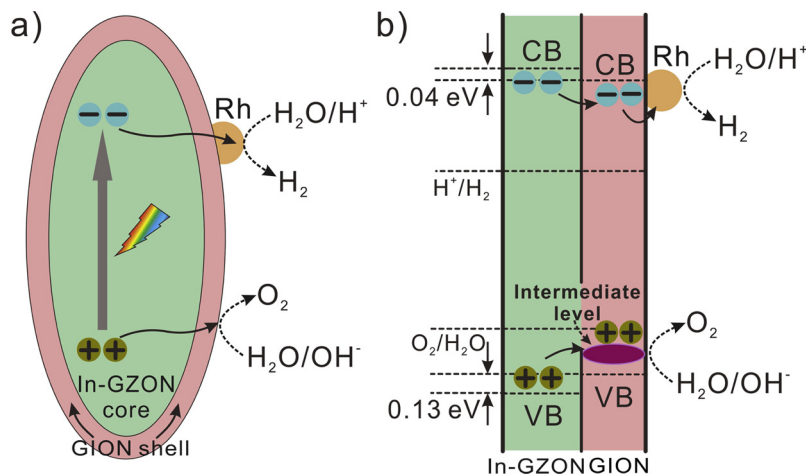 a)
Rh
H₂O/H⁺
H₂
O₂
H₂O/OH⁻
In-GZON
core
GION shell
b)
CB
CB
Rh
H₂O/H⁺
0.04 eV
H₂
H⁺/H₂
Intermediate
level
O₂
O₂/H₂O
H₂O/OH⁻
0.13 eV
VB
VB
In-GZON
GION